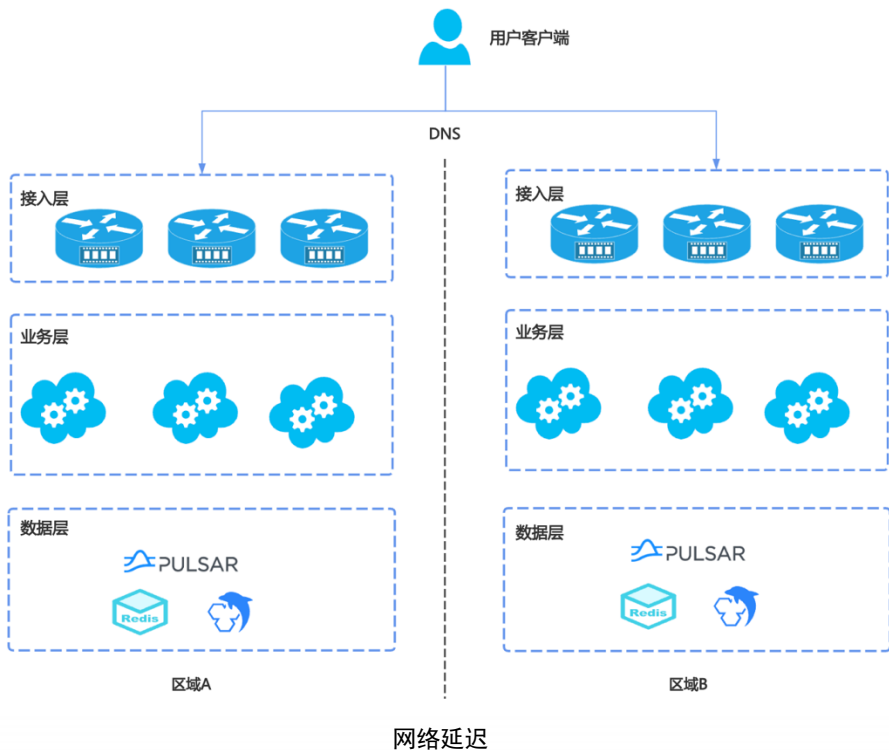 用户客户端
DNS
接入层
接入层
业务层
业务层
数据层
数据层
PULSAR
PULSAR
Redis
Redis
区域A
区域B
网络延迟